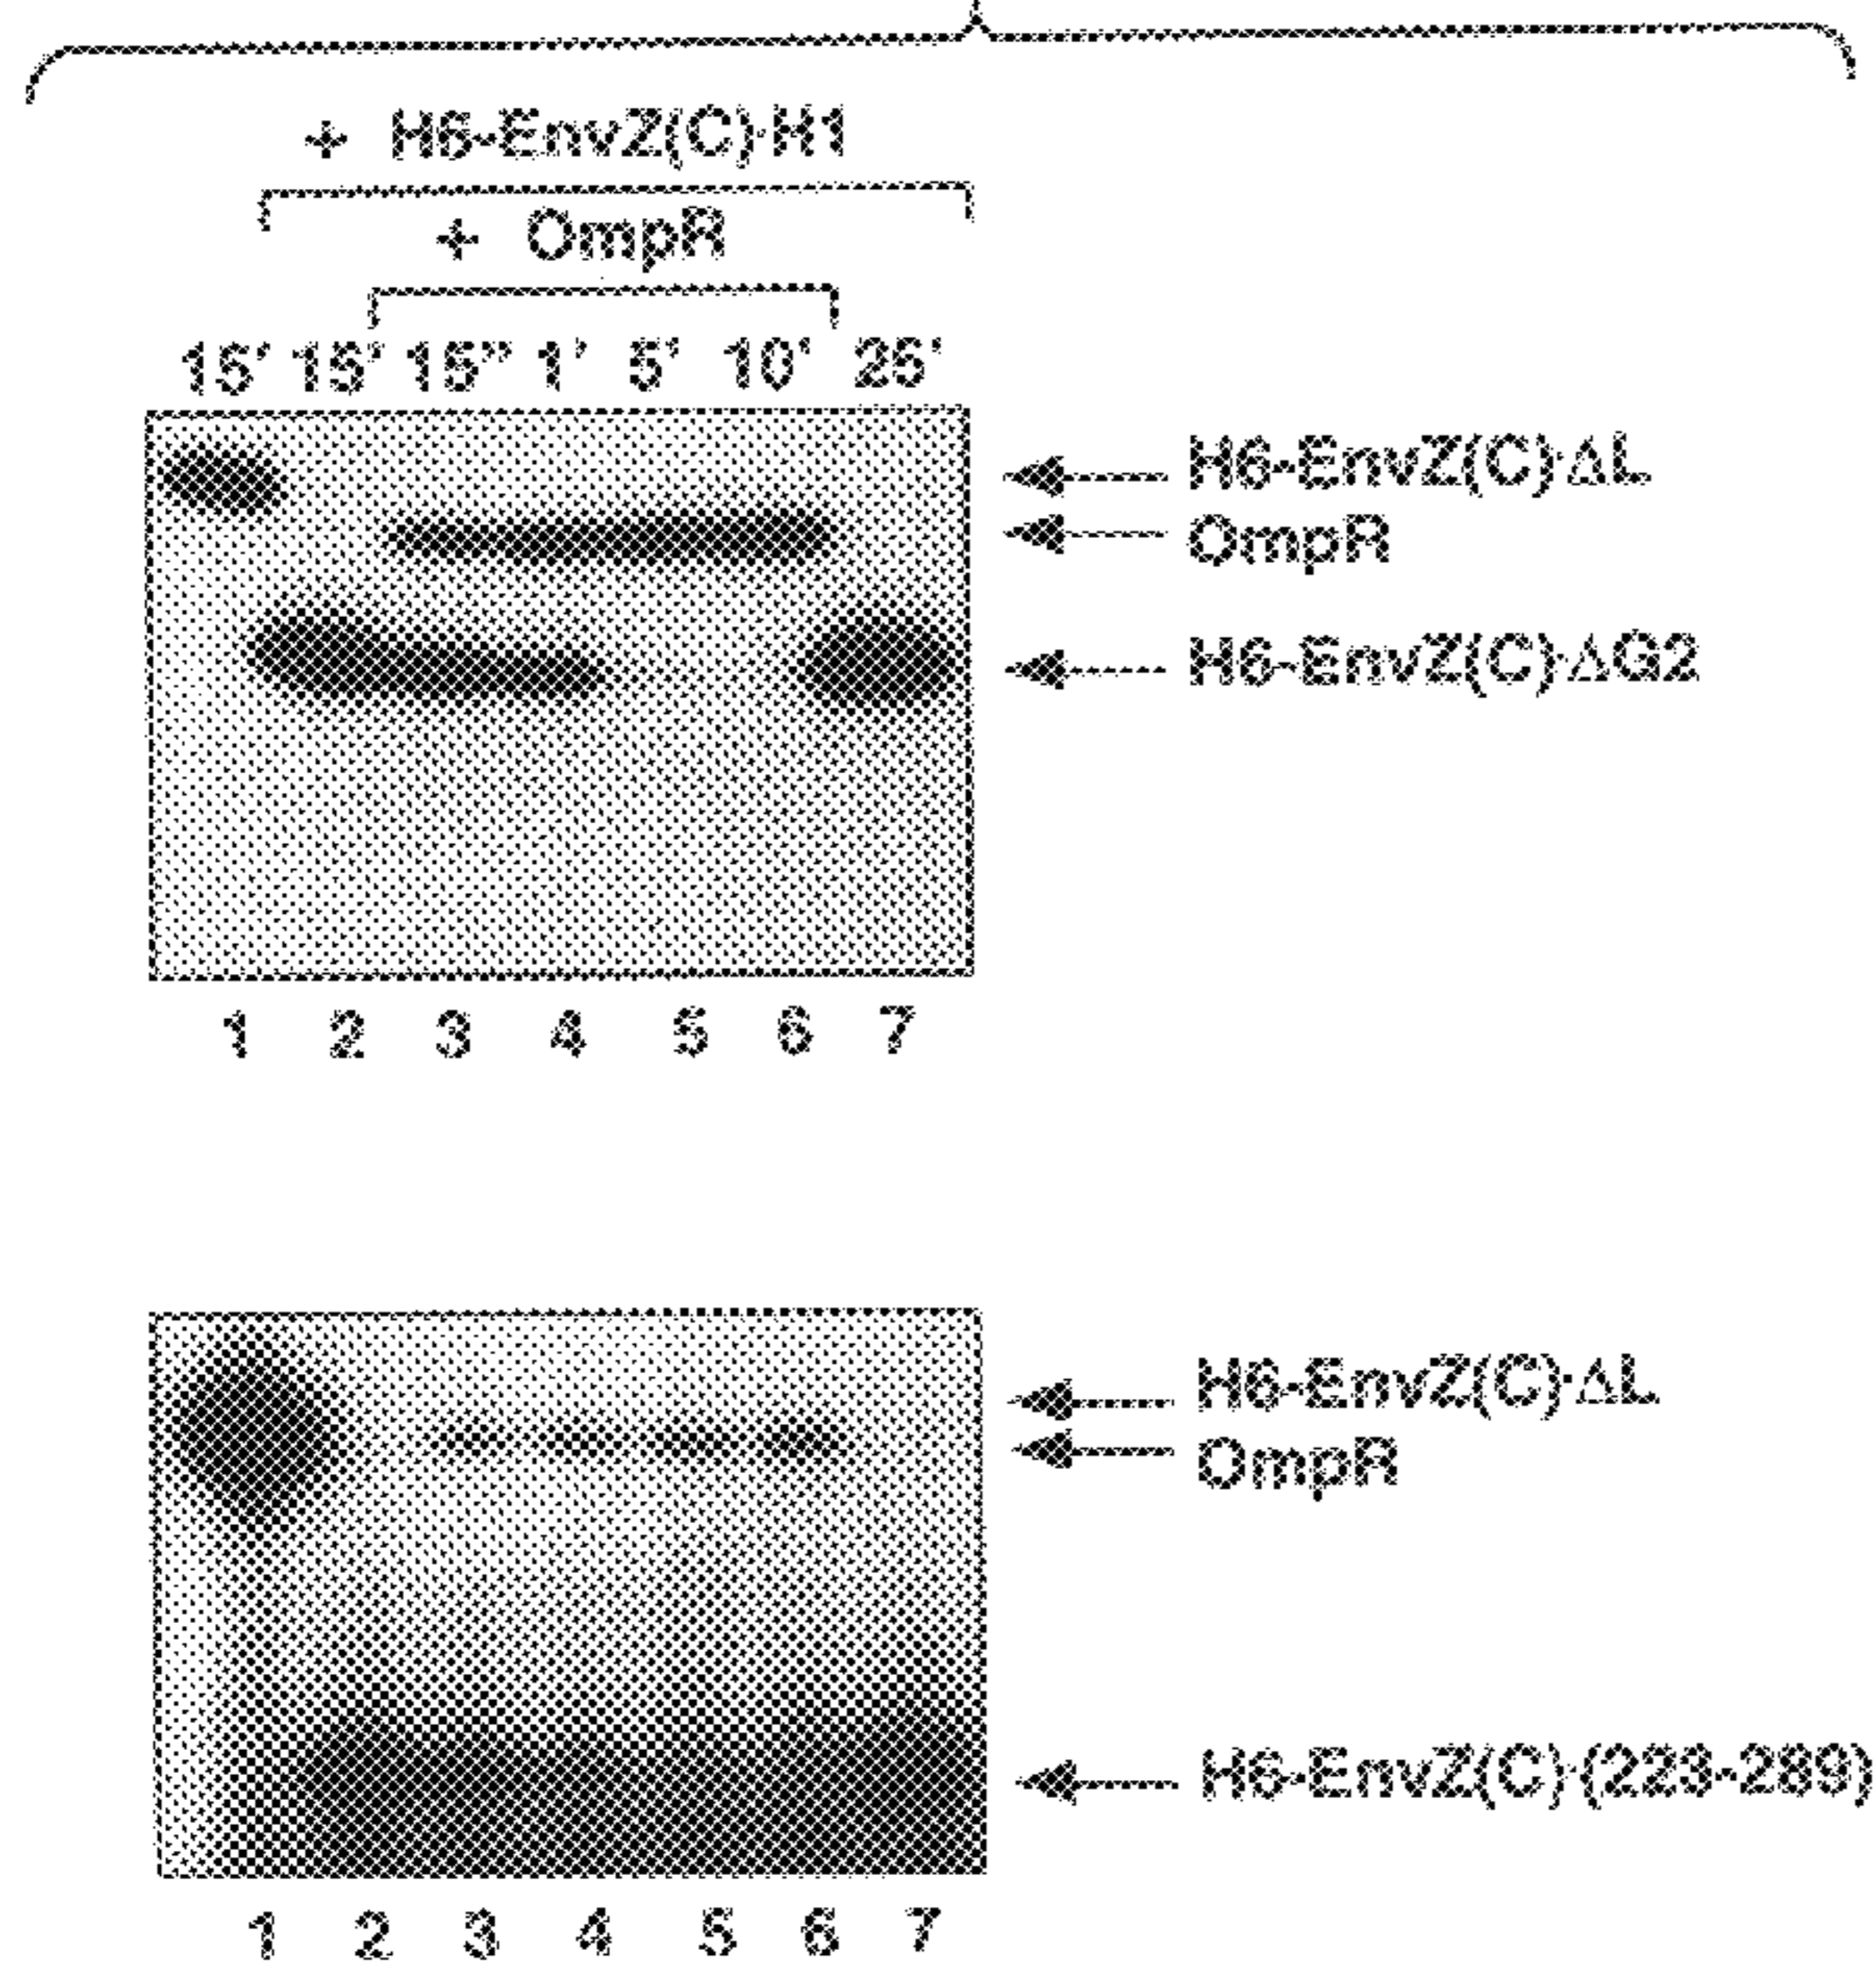 + H6-EnvZ(C)·H1
+ OmpR
15' 15' 15" 1' 5' 10' 25'
H6-EnvZ(C)·ΔL
OmpR
H6-EnvZ(C)·ΔG2
1 2 3 4 5 6 7
H6-EnvZ(C)·ΔL
OmpR
H6-EnvZ(C)·(223-289)
1 2 3 4 5 6 7